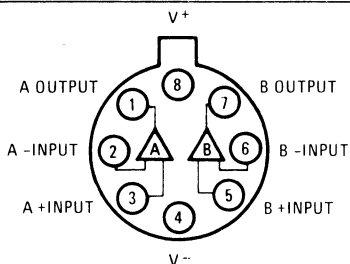 V+
A OUTPUT 1 8 7 B OUTPUT
A -INPUT 2 A B 6 B -INPUT
A +INPUT 3 4 5 B +INPUT
V-